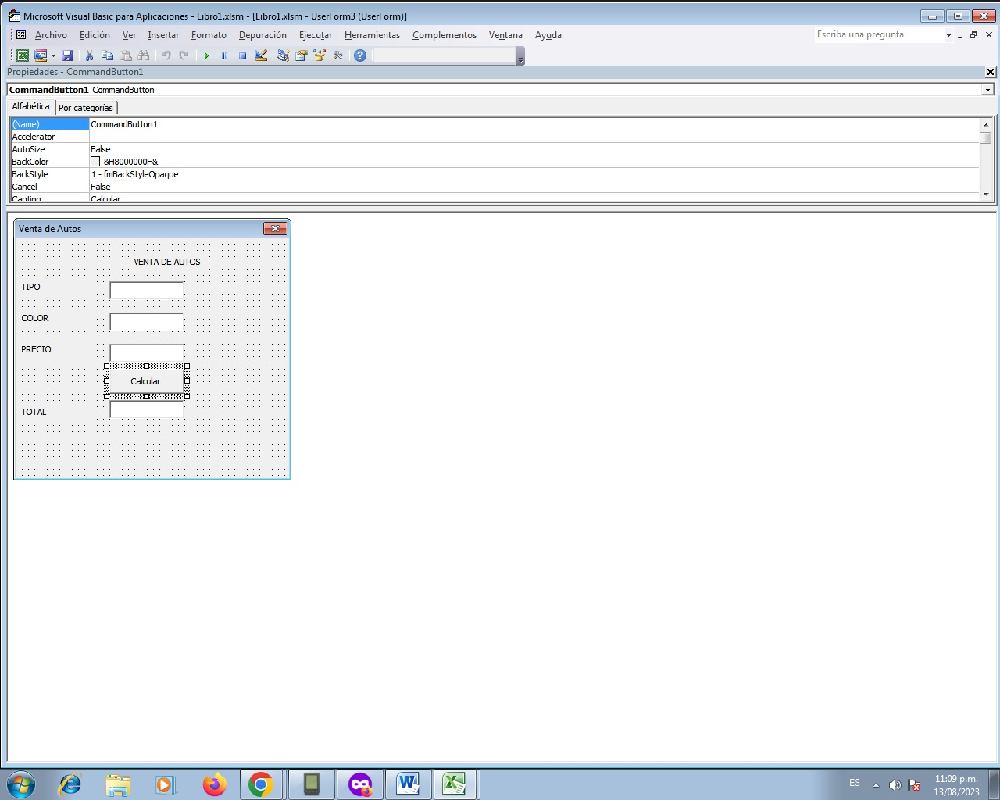 Microsoft Visual Basic para Aplicaciones - Libro1.xlsm - [Libro1.xlsm - UserForm3 (UserForm)]
Archivo Edición Ver Insertar Formato Depuración Ejecutar Herramientas Complementos Ventana Ayuda Escriba una pregunta
Propiedades - CommandButton1
CommandButton1 CommandButton
Alfabética Por categorías
(Name) CommandButton1
Accelerator
AutoSize False
BackColor &H8000000F&
BackStyle 1 - fmBackStyleOpaque
Cancel False
Caption Calcular
Venta de Autos
VENTA DE AUTOS
TIPO
COLOR
PRECIO
Calcular
TOTAL
ES 11:09 p.m.
13/08/2023